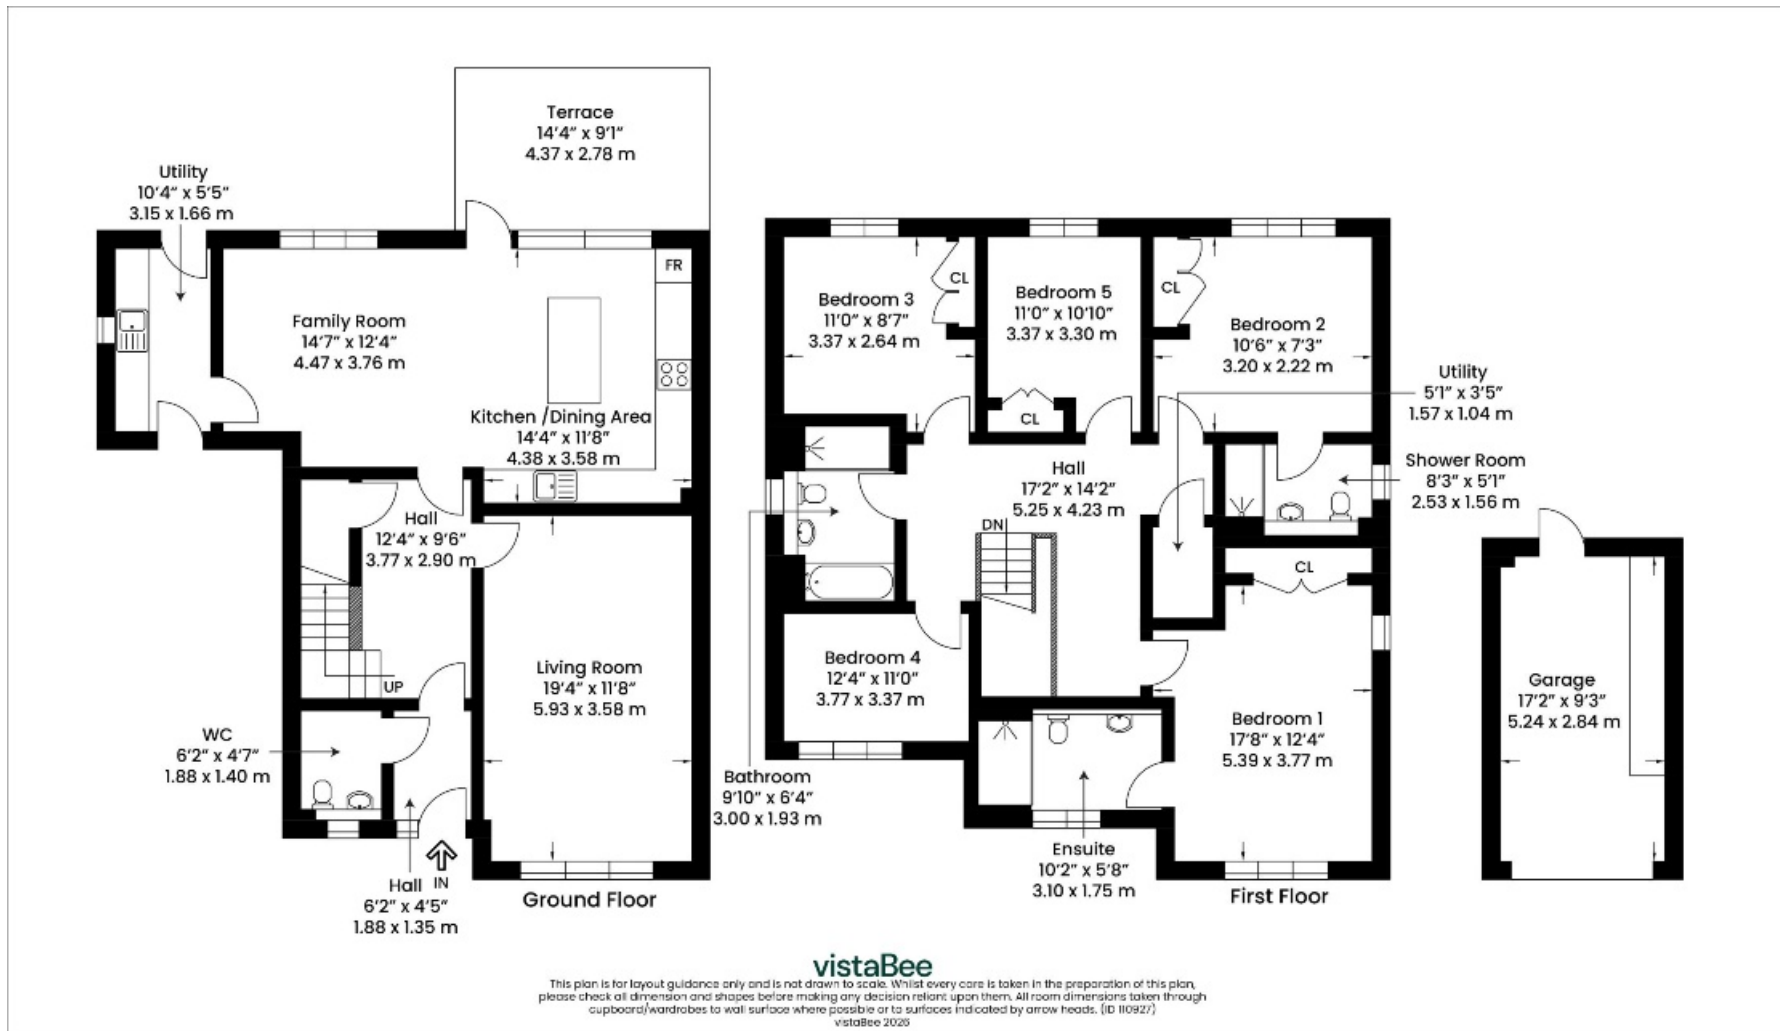 Terrace
14'4" x 9'1"
4.37 x 2.78 m
Utility
10'4" x 5'5"
3.15 x 1.66 m
FR
Family Room
14'7" x 12'4"
4.47 x 3.76 m
Kitchen /Dining Area
14'4" x 11'8"
4.38 x 3.58 m
Hall
12'4" x 9'6"
3.77 x 2.90 m
UP
Living Room
19'4" x 11'8"
5.93 x 3.58 m
WC
6'2" x 4'7"
1.88 x 1.40 m
Hall
6'2" x 4'5"
1.88 x 1.35 m
IN
Ground Floor
Bedroom 3
11'0" x 8'7"
3.37 x 2.64 m
CL
Bedroom 5
11'0" x 10'10"
3.37 x 3.30 m
CL
CL
Bedroom 2
10'6" x 7'3"
3.20 x 2.22 m
Utility
5'1" x 3'5"
1.57 x 1.04 m
Shower Room
8'3" x 5'1"
2.53 x 1.56 m
Hall
17'2" x 14'2"
5.25 x 4.23 m
DN
CL
Bedroom 4
12'4" x 11'0"
3.77 x 3.37 m
Bedroom 1
17'8" x 12'4"
5.39 x 3.77 m
Bathroom
9'10" x 6'4"
3.00 x 1.93 m
Ensuite
10'2" x 5'8"
3.10 x 1.75 m
First Floor
Garage
17'2" x 9'3"
5.24 x 2.84 m
vistaBee
This plan is for layout guidance only and is not drawn to scale. Whilst every care is taken in the preparation of this plan,
please check all dimension and shapes before making any decision reliant upon them. All room dimensions taken through
cupboard/wardrobes to wall surface where possible or to surfaces indicated by arrow heads. (ID 110927)
vistaBee 2026